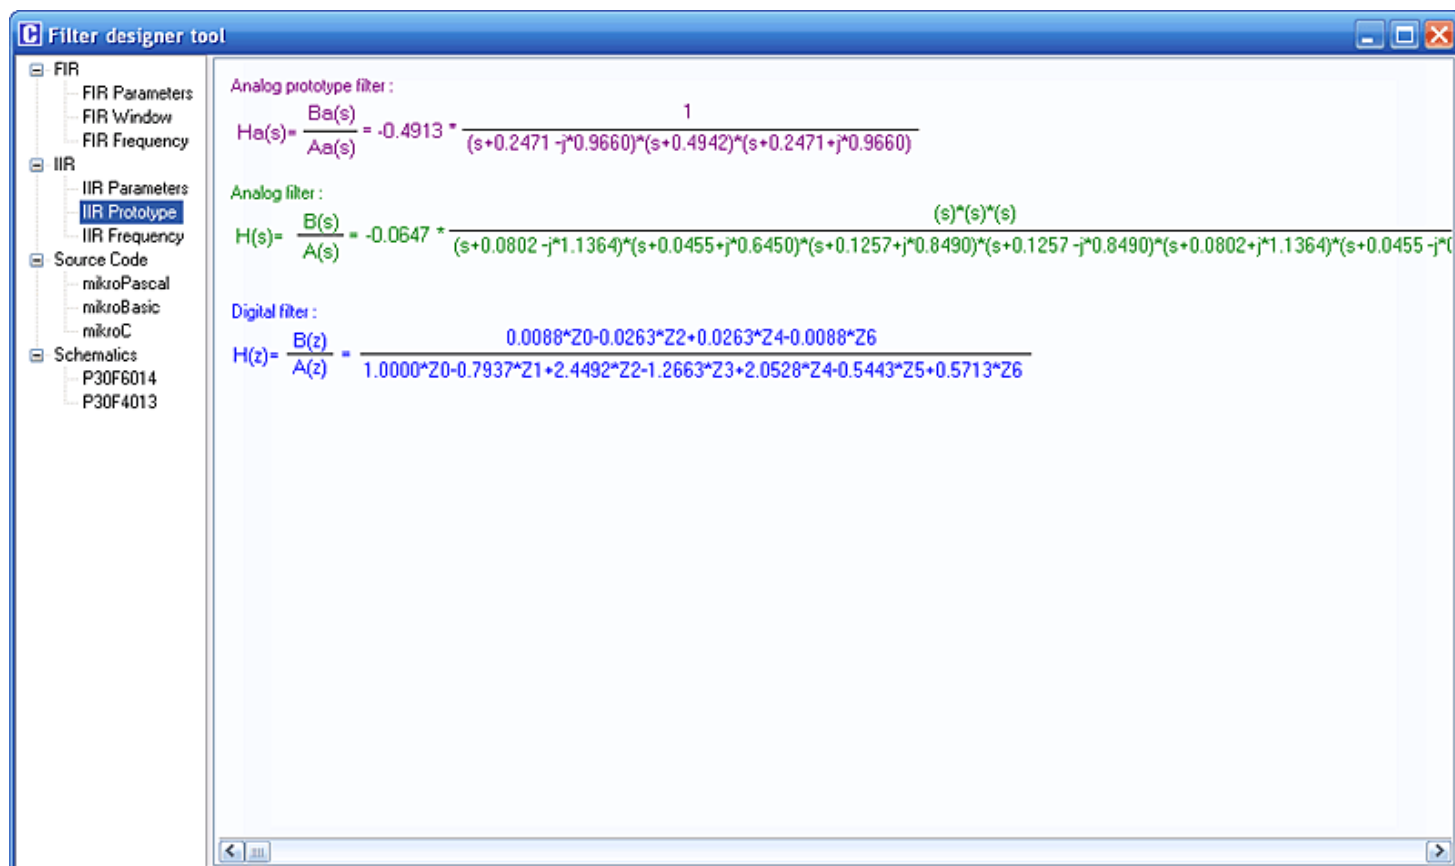 Filter designer tool
FIR
FIR Parameters
FIR Window
FIR Frequency
IIR
IIR Parameters
IIR Prototype
IIR Frequency
Source Code
mikroPascal
mikroBasic
mikroC
Schematics
P30F6014
P30F4013
Analog prototype filter :
Ba(s) 1
Ha(s)= = -0.4913 *
Aa(s) (s+0.2471 -j*0.9660)*(s+0.4942)*(s+0.2471+j*0.9660)
Analog filter :
B(s) (s)*(s)*(s)
H(s)= = -0.0647 *
A(s) (s+0.0802 -j*1.1364)*(s+0.0455+j*0.6450)*(s+0.1257+j*0.8490)*(s+0.1257 -j*0.8490)*(s+0.0802+j*1.1364)*(s+0.0455 -j*
Digital filter :
B(z) 0.0088*Z0-0.0263*Z2+0.0263*Z4-0.0088*Z6
H(z)= =
A(z) 1.0000*Z0-0.7937*Z1+2.4492*Z2-1.2663*Z3+2.0528*Z4-0.5443*Z5+0.5713*Z6